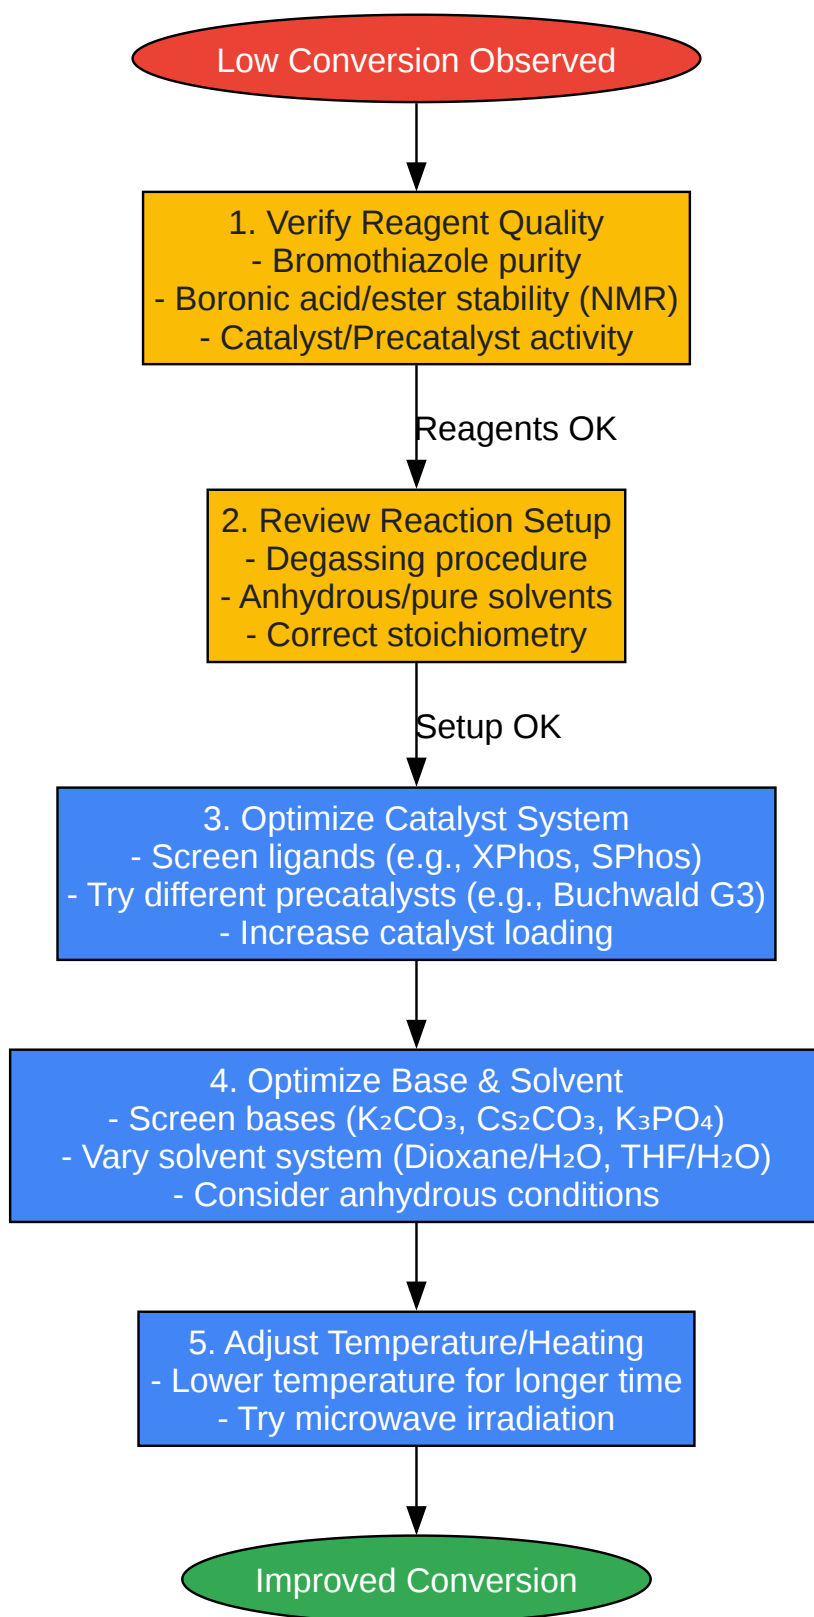 Low Conversion Observed
1. Verify Reagent Quality
- Bromothiazole purity
- Boronic acid/ester stability (NMR)
- Catalyst/Precatalyst activity
Reagents OK
2. Review Reaction Setup
- Degassing procedure
- Anhydrous/pure solvents
- Correct stoichiometry
Setup OK
3. Optimize Catalyst System
- Screen ligands (e.g., XPhos, SPhos)
- Try different precatalysts (e.g., Buchwald G3)
- Increase catalyst loading
4. Optimize Base & Solvent
- Screen bases (K₂CO₃, Cs₂CO₃, K₃PO₄)
- Vary solvent system (Dioxane/H₂O, THF/H₂O)
- Consider anhydrous conditions
5. Adjust Temperature/Heating
- Lower temperature for longer time
- Try microwave irradiation
Improved Conversion